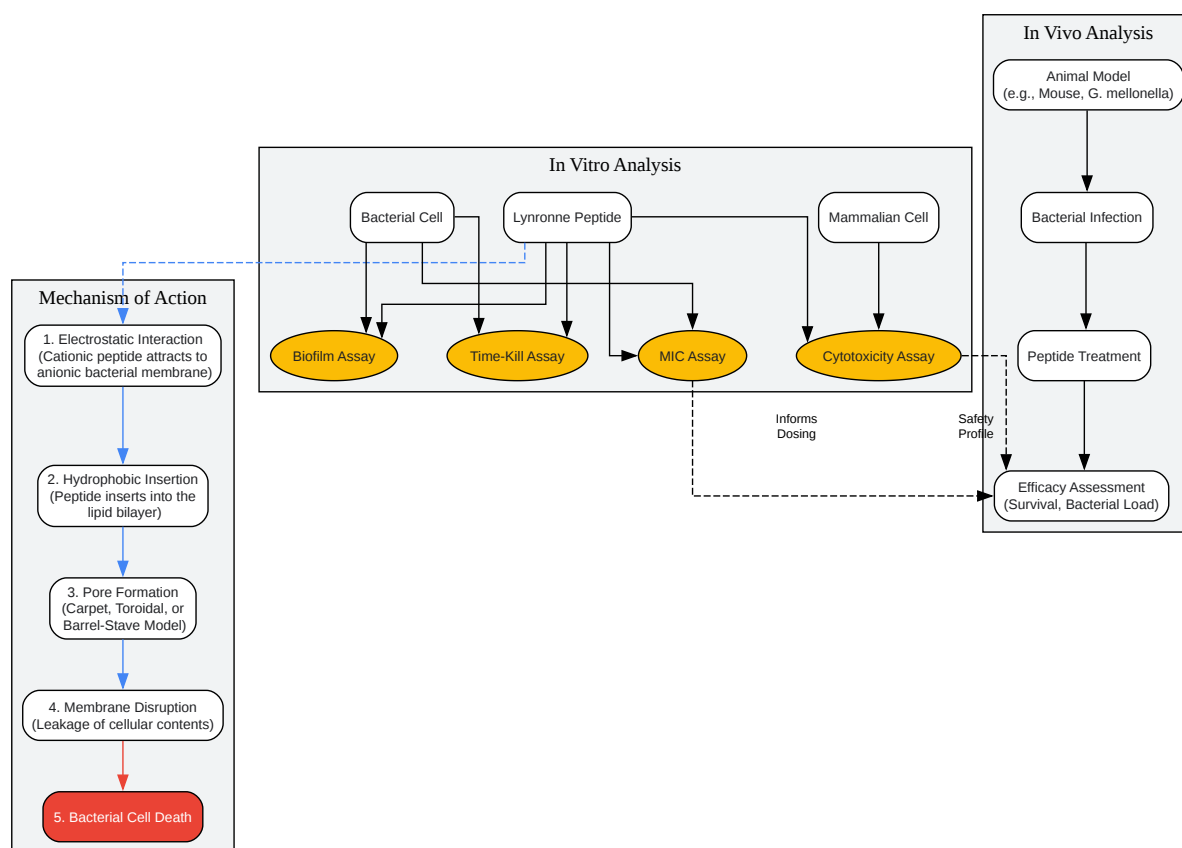 In Vivo Analysis
Animal Model
(e.g., Mouse, G. mellonella)
Bacterial Infection
Peptide Treatment
Efficacy Assessment
(Survival, Bacterial Load)
In Vitro Analysis
Bacterial Cell
Lynronne Peptide
Mammalian Cell
Biofilm Assay
Time-Kill Assay
MIC Assay
Cytotoxicity Assay
Informs
Dosing
Safety
Profile
Mechanism of Action
1. Electrostatic Interaction
(Cationic peptide attracts to
anionic bacterial membrane)
2. Hydrophobic Insertion
(Peptide inserts into the
lipid bilayer)
3. Pore Formation
(Carpet, Toroidal, or
Barrel-Stave Model)
4. Membrane Disruption
(Leakage of cellular contents)
5. Bacterial Cell Death